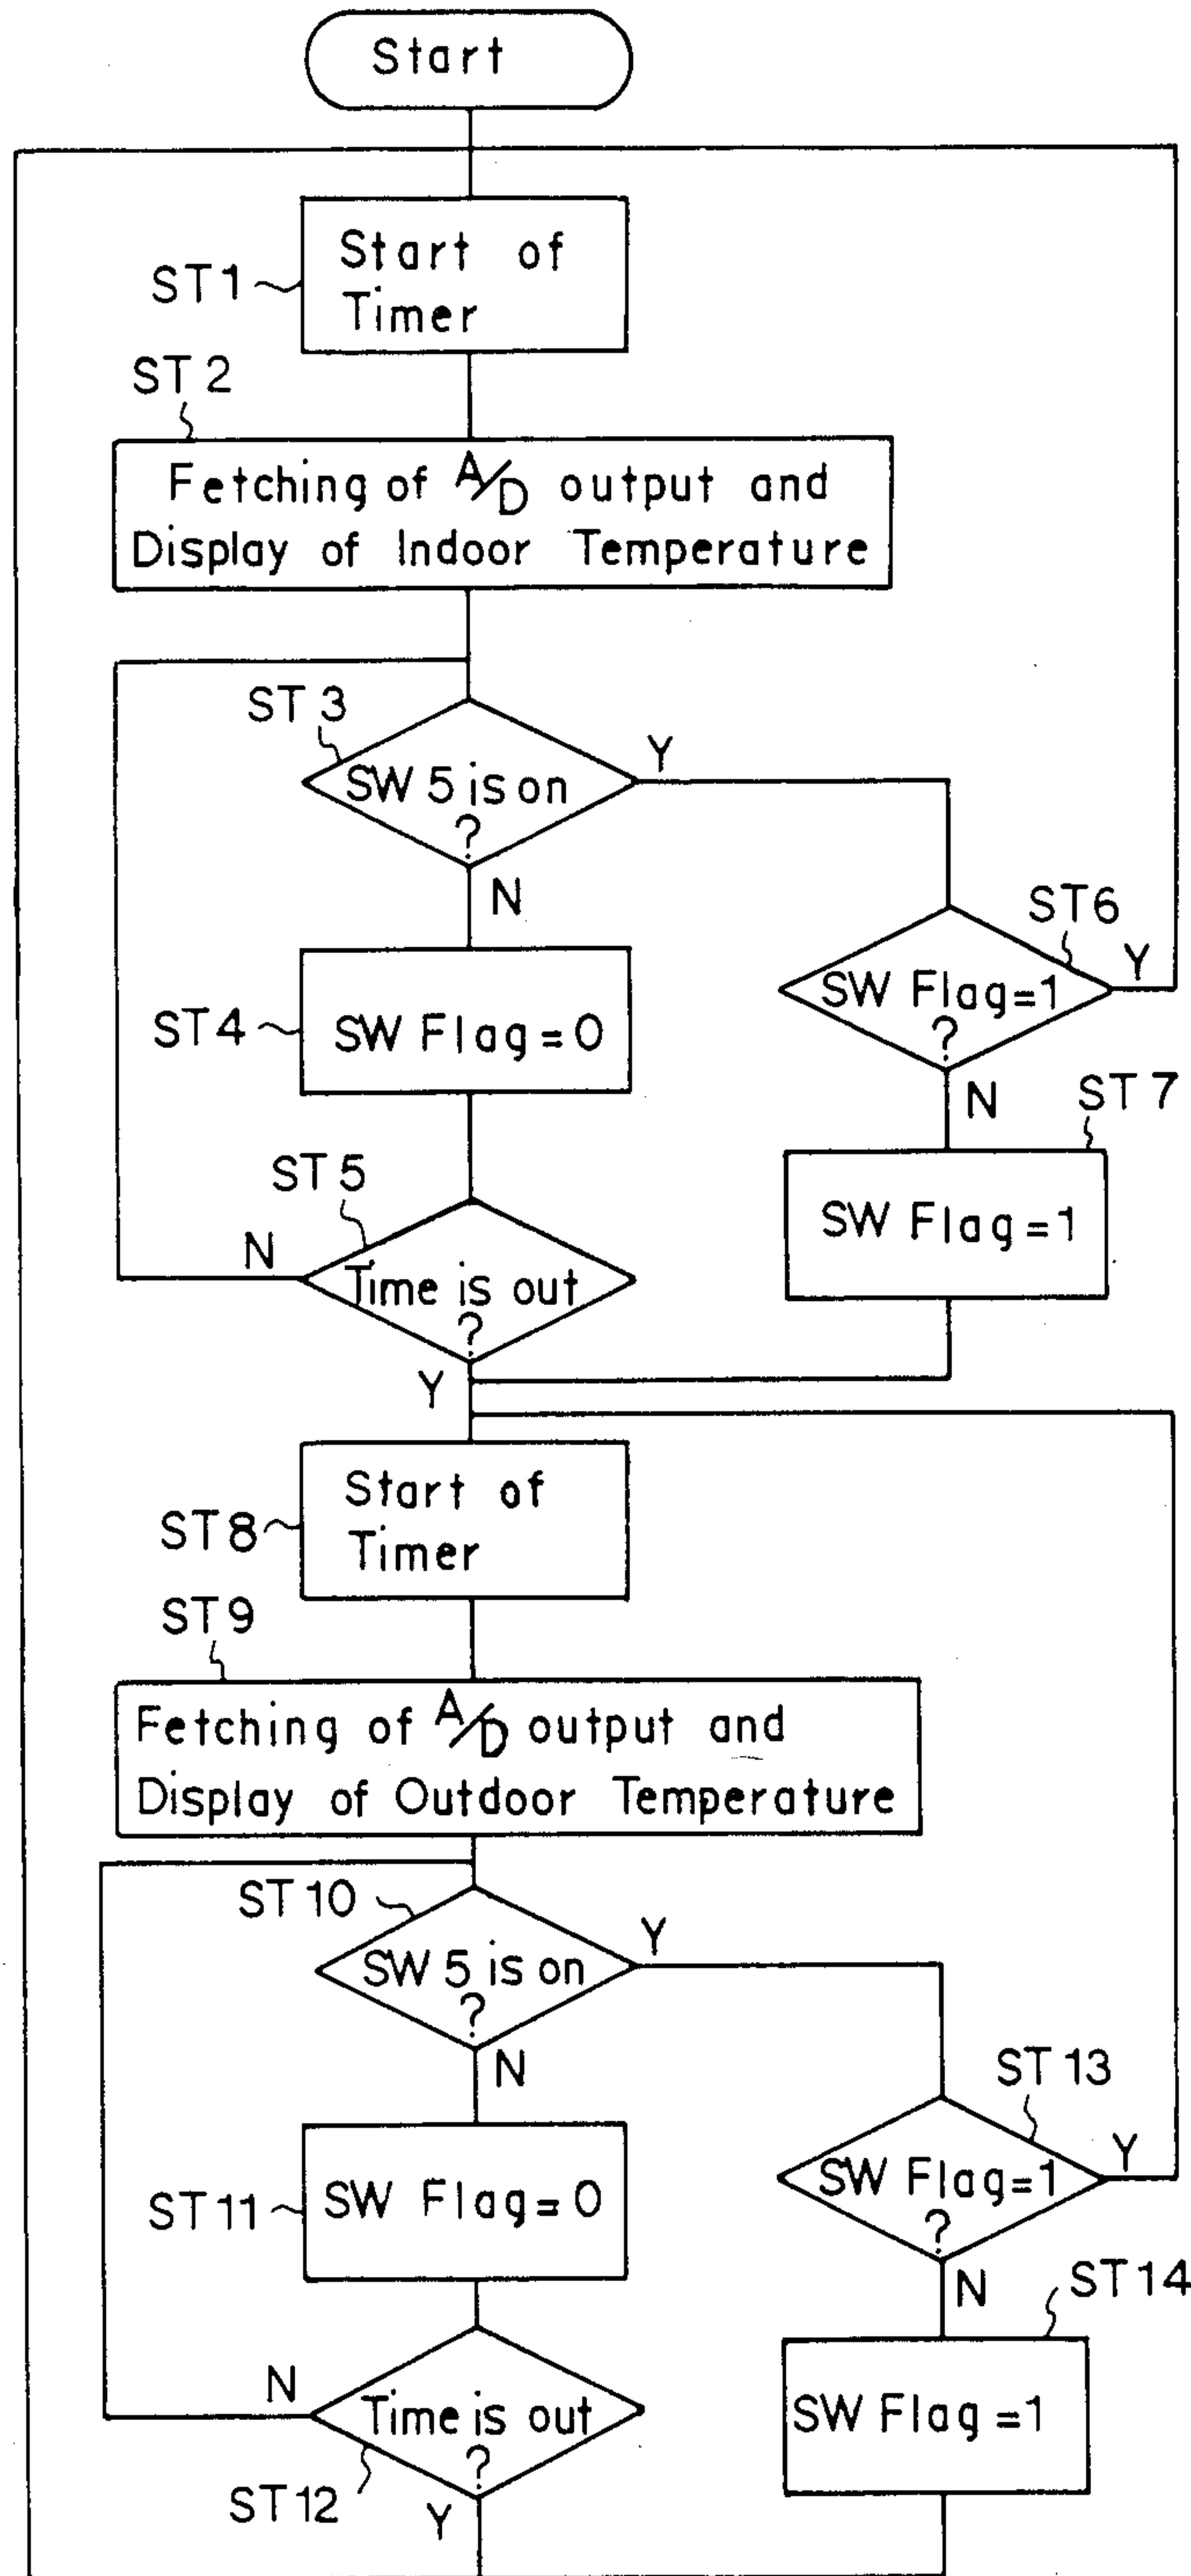 Start
ST1
Start of
Timer
ST2
Fetching of A/D output and
Display of Indoor Temperature
ST3
SW 5 is on
?
Y
N
ST4
SW Flag=0
ST6
SW Flag=1
?
Y
N
ST7
SW Flag=1
ST5
Time is out
?
N
Y
ST8
Start of
Timer
ST9
Fetching of A/D output and
Display of Outdoor Temperature
ST10
SW 5 is on
?
Y
N
ST11
SW Flag=0
ST13
SW Flag=1
?
Y
N
ST14
SW Flag=1
N
Time is out
?
ST12
Y